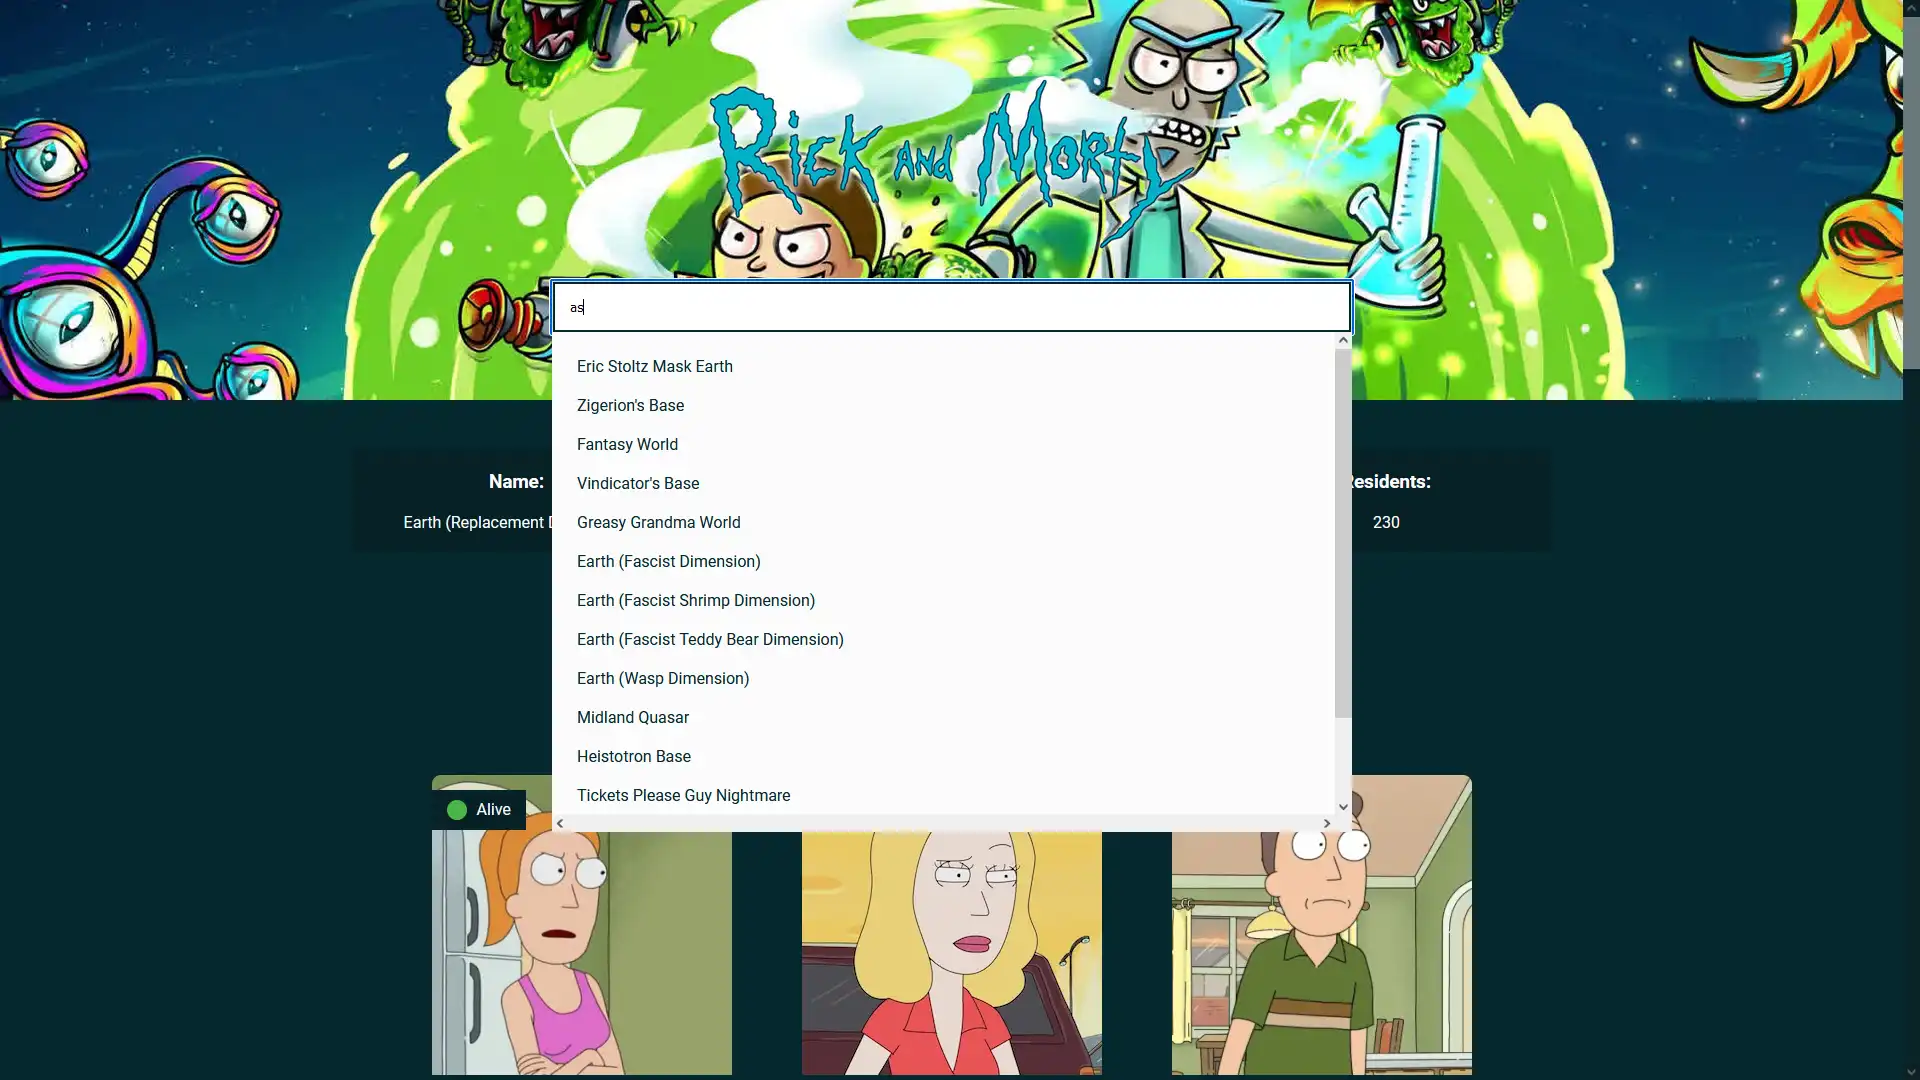 Rick and Morty
as
Eric Stoltz Mask Earth
Zigerion's Base
Fantasy World
Vindicator's Base
Greasy Grandma World
Earth (Fascist Dimension)
Earth (Fascist Shrimp Dimension)
Earth (Fascist Teddy Bear Dimension)
Earth (Wasp Dimension)
Midland Quasar
Heistotron Base
Tickets Please Guy Nightmare
Name:
Earth (Replacement
Residents:
230
Alive